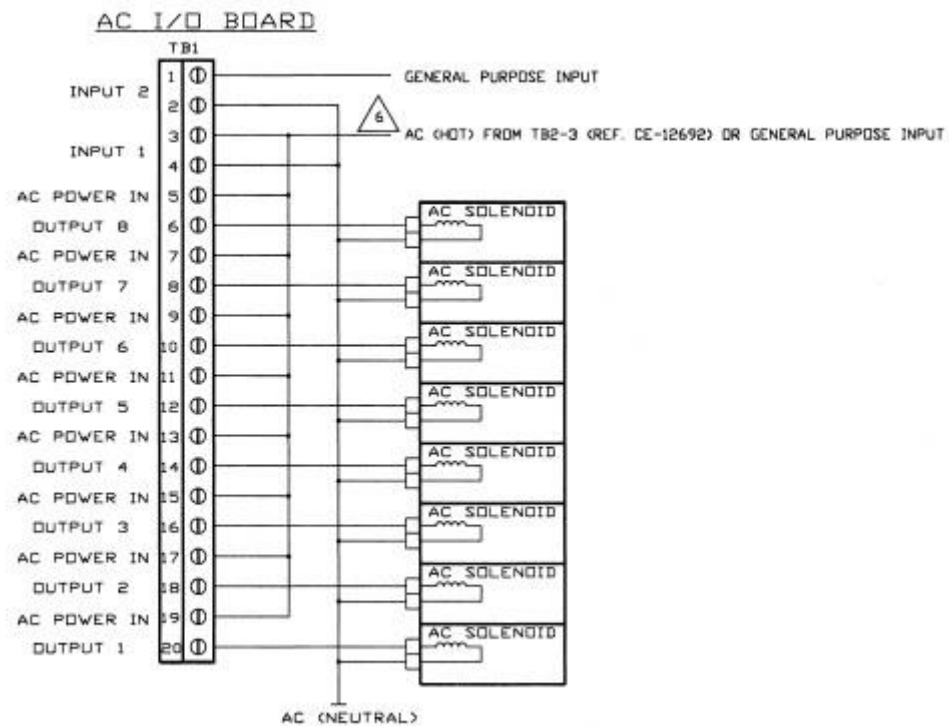 AC I/O BOARD
TB1
1
GENERAL PURPOSE INPUT
INPUT 2
2
6
3
AC (HOT) FROM TB2-3 (REF. CE-12692) OR GENERAL PURPOSE INPUT
INPUT 1
4
AC POWER IN 5
AC SOLENOID
OUTPUT 8 6
AC POWER IN 7
AC SOLENOID
OUTPUT 7 8
AC POWER IN 9
AC SOLENOID
OUTPUT 6 10
AC POWER IN 11
AC SOLENOID
OUTPUT 5 12
AC POWER IN 13
AC SOLENOID
OUTPUT 4 14
AC POWER IN 15
AC SOLENOID
OUTPUT 3 16
AC POWER IN 17
AC SOLENOID
OUTPUT 2 18
AC POWER IN 19
AC SOLENOID
OUTPUT 1 20
AC (NEUTRAL)